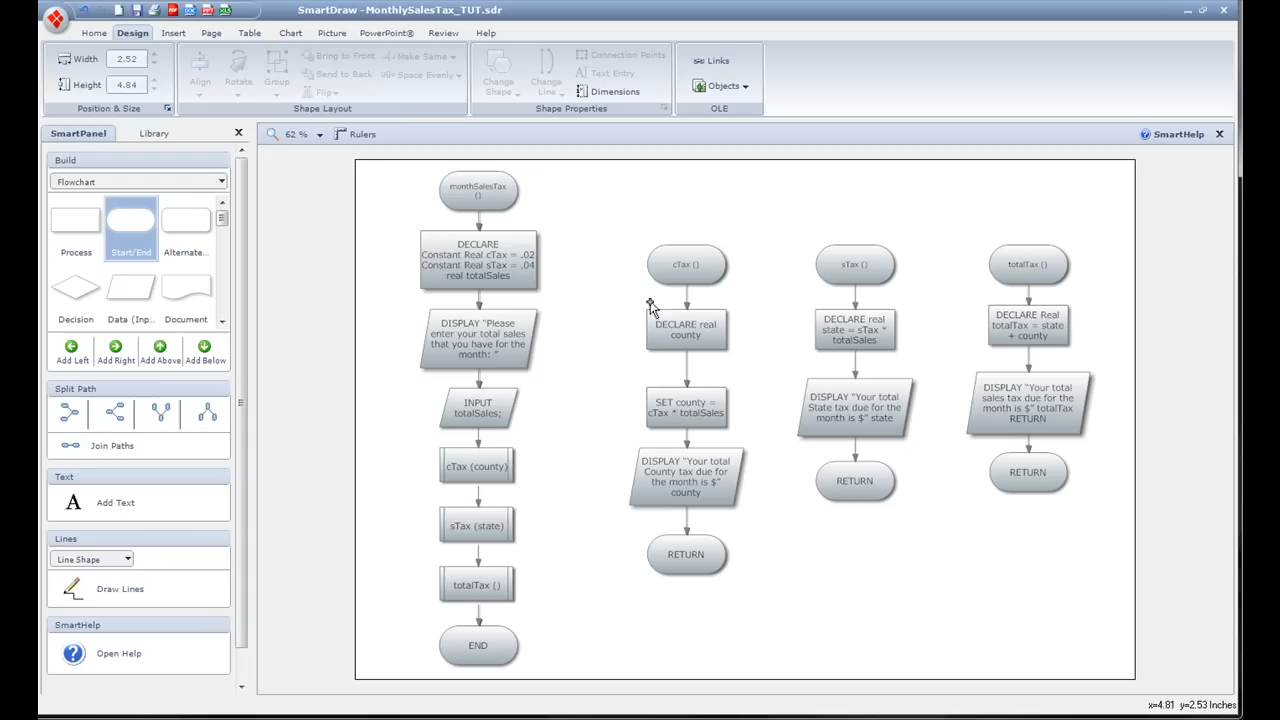 SmartDraw - MonthlySalesTax_TUT.sdr
Home Design Insert Page Table Chart Picture PowerPoint® Review Help
Width 2.52
Height 4.84
Position & Size
Align
Rotate
Group
Bring to Front
Send to Back
Flip
Make Same
Space Evenly
Shape Layout
Change
Shape
Change
Line
Connection Points
Text Entry
Dimensions
Shape Properties
Links
Objects
OLE
SmartPanel Library
62 % Rulers
SmartHelp
Build
Flowchart
Process Start/End Alternate...
Decision Data (Inp... Document
Add Left Add Right Add Above Add Below
Split Path
Join Paths
Text
A Add Text
Lines
Line Shape
Draw Lines
SmartHelp
Open Help
monthSalesTax
()
DECLARE
Constant Real cTax = .02
Constant Real sTax = .04
real totalSales
DISPLAY "Please
enter your total sales
that you have for the
month: "
INPUT
totalSales;
cTax (county)
sTax (state)
totalTax ()
END
cTax ()
DECLARE real
county
SET county =
cTax * totalSales
DISPLAY "Your total
County tax due for
the month is $"
county
RETURN
sTax ()
DECLARE real
state = sTax *
totalSales
DISPLAY "Your total
State tax due for the
month is $" state
RETURN
totalTax ()
DECLARE Real
totalTax = state
+ county
DISPLAY "Your total
sales tax due for the
month is $" totalTax
RETURN
RETURN
x=4.81 y=2.53 Inches